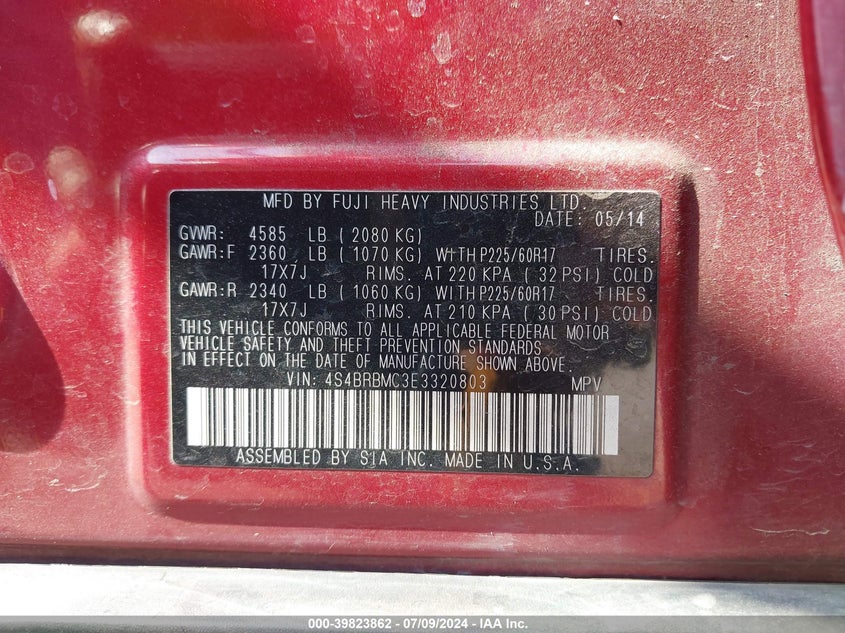 MFD BY FUJI HEAVY INDUSTRIES LTD.
DATE: 05/14
GVWR: 4585 LB ( 2080 KG)
GAWR:F 2360 LB ( 1070 KG) WITH P225/60R17 TIRES.
17X7J RIMS. AT 220 KPA ( 32 PSI) COLD
GAWR:R 2340 LB ( 1060 KG) WITH P225/60R17 TIRES.
17X7J RIMS. AT 210 KPA ( 30 PSI) COLD
THIS VEHICLE CONFORMS TO ALL APPLICABLE FEDERAL MOTOR
VEHICLE SAFETY AND THEFT PREVENTION STANDARDS
IN EFFECT ON THE DATE OF MANUFACTURE SHOWN ABOVE.
VIN: 4S4BRBMC3E3320803 MPV
ASSEMBLED BY SIA INC. MADE IN U.S.A.
000-39823862 - 07/09/2024 - © IAA, Inc.